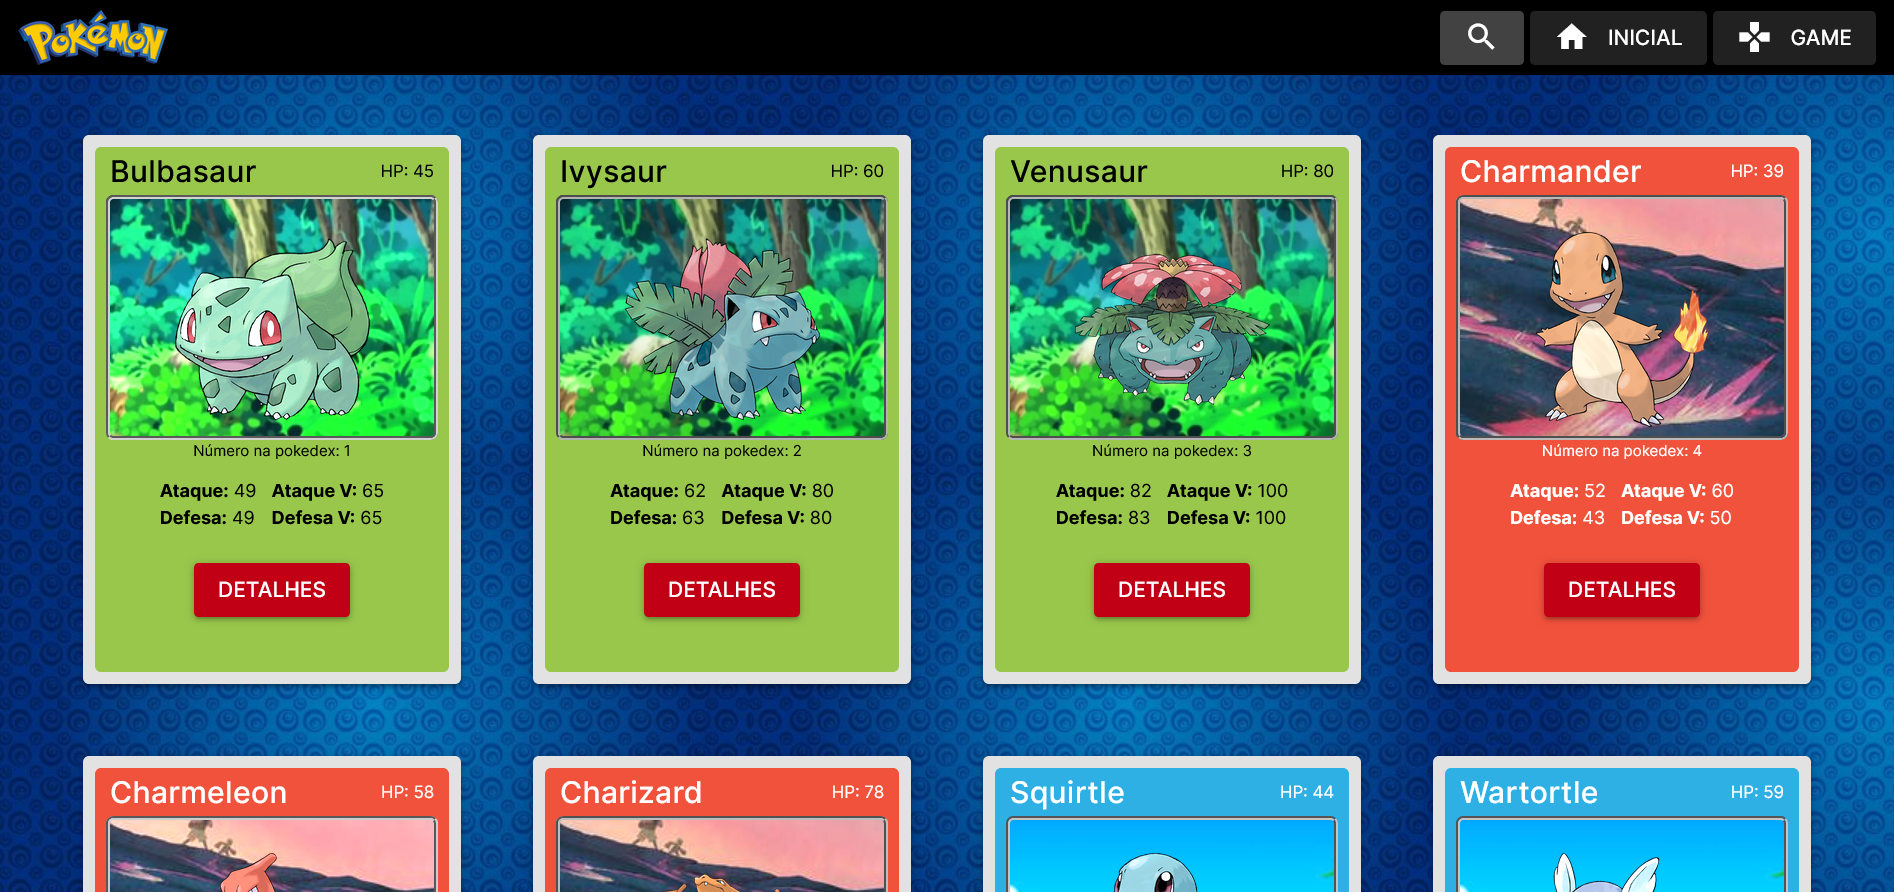 Pokémon
INICIAL
GAME
Bulbasaur HP: 45
Número na pokedex: 1
Ataque: 49 Ataque V: 65
Defesa: 49 Defesa V: 65
DETALHES
Ivysaur HP: 60
Número na pokedex: 2
Ataque: 62 Ataque V: 80
Defesa: 63 Defesa V: 80
DETALHES
Venusaur HP: 80
Número na pokedex: 3
Ataque: 82 Ataque V: 100
Defesa: 83 Defesa V: 100
DETALHES
Charmander HP: 39
Número na pokedex: 4
Ataque: 52 Ataque V: 60
Defesa: 43 Defesa V: 50
DETALHES
Charmeleon HP: 58
Charizard HP: 78
Squirtle HP: 44
Wartortle HP: 59